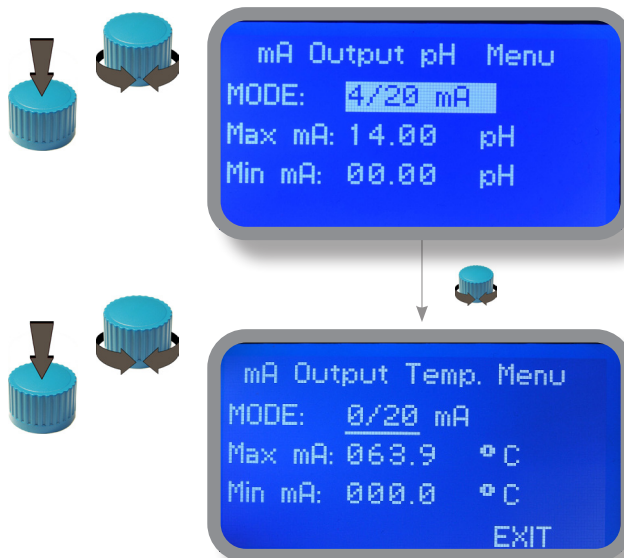 mA Output pH Menu
MODE: 4/20 mA
Max mA: 14.00 pH
Min mA: 00.00 pH
mA Output Temp. Menu
MODE: 0/20 mA
Max mA: 063.9 °C
Min mA: 000.0 °C
EXIT